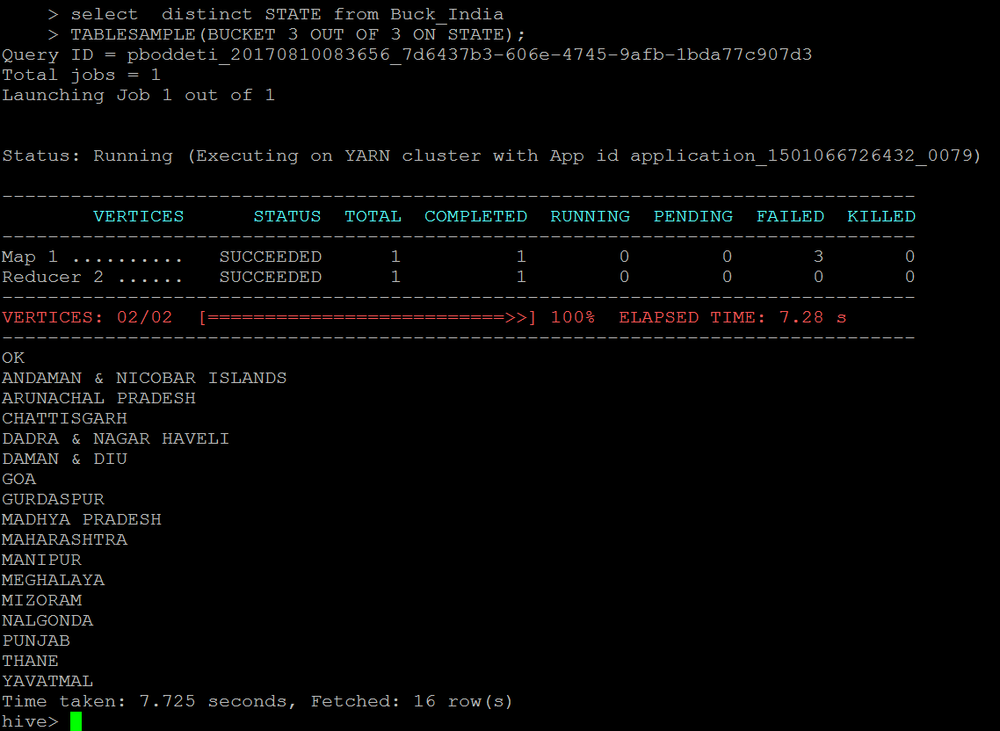 > select  distinct STATE from Buck_India
> TABLESAMPLE(BUCKET 3 OUT OF 3 ON STATE);
Query ID = pboddeti_20170810083656_7d6437b3-606e-4745-9afb-1bda77c907d3
Total jobs = 1
Launching Job 1 out of 1
Status: Running (Executing on YARN cluster with App id application_1501066726432_0079)
--------------------------------------------------------------------------------
VERTICES      STATUS  TOTAL  COMPLETED  RUNNING  PENDING  FAILED  KILLED
--------------------------------------------------------------------------------
Map 1 ..........   SUCCEEDED      1          1        0        0       3       0
Reducer 2 ......   SUCCEEDED      1          1        0        0       0       0
--------------------------------------------------------------------------------
VERTICES: 02/02  [==========================>>] 100%  ELAPSED TIME: 7.28 s
--------------------------------------------------------------------------------
OK
ANDAMAN & NICOBAR ISLANDS
ARUNACHAL PRADESH
CHATTISGARH
DADRA & NAGAR HAVELI
DAMAN & DIU
GOA
GURDASPUR
MADHYA PRADESH
MAHARASHTRA
MANIPUR
MEGHALAYA
MIZORAM
NALGONDA
PUNJAB
THANE
YAVATMAL
Time taken: 7.725 seconds, Fetched: 16 row(s)
hive>